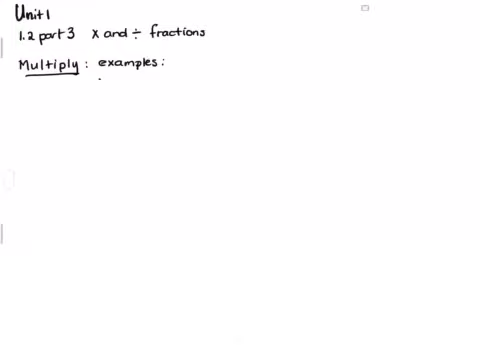 Unit 1
1.2 part 3 x and ÷ fractions
Multiply : examples :